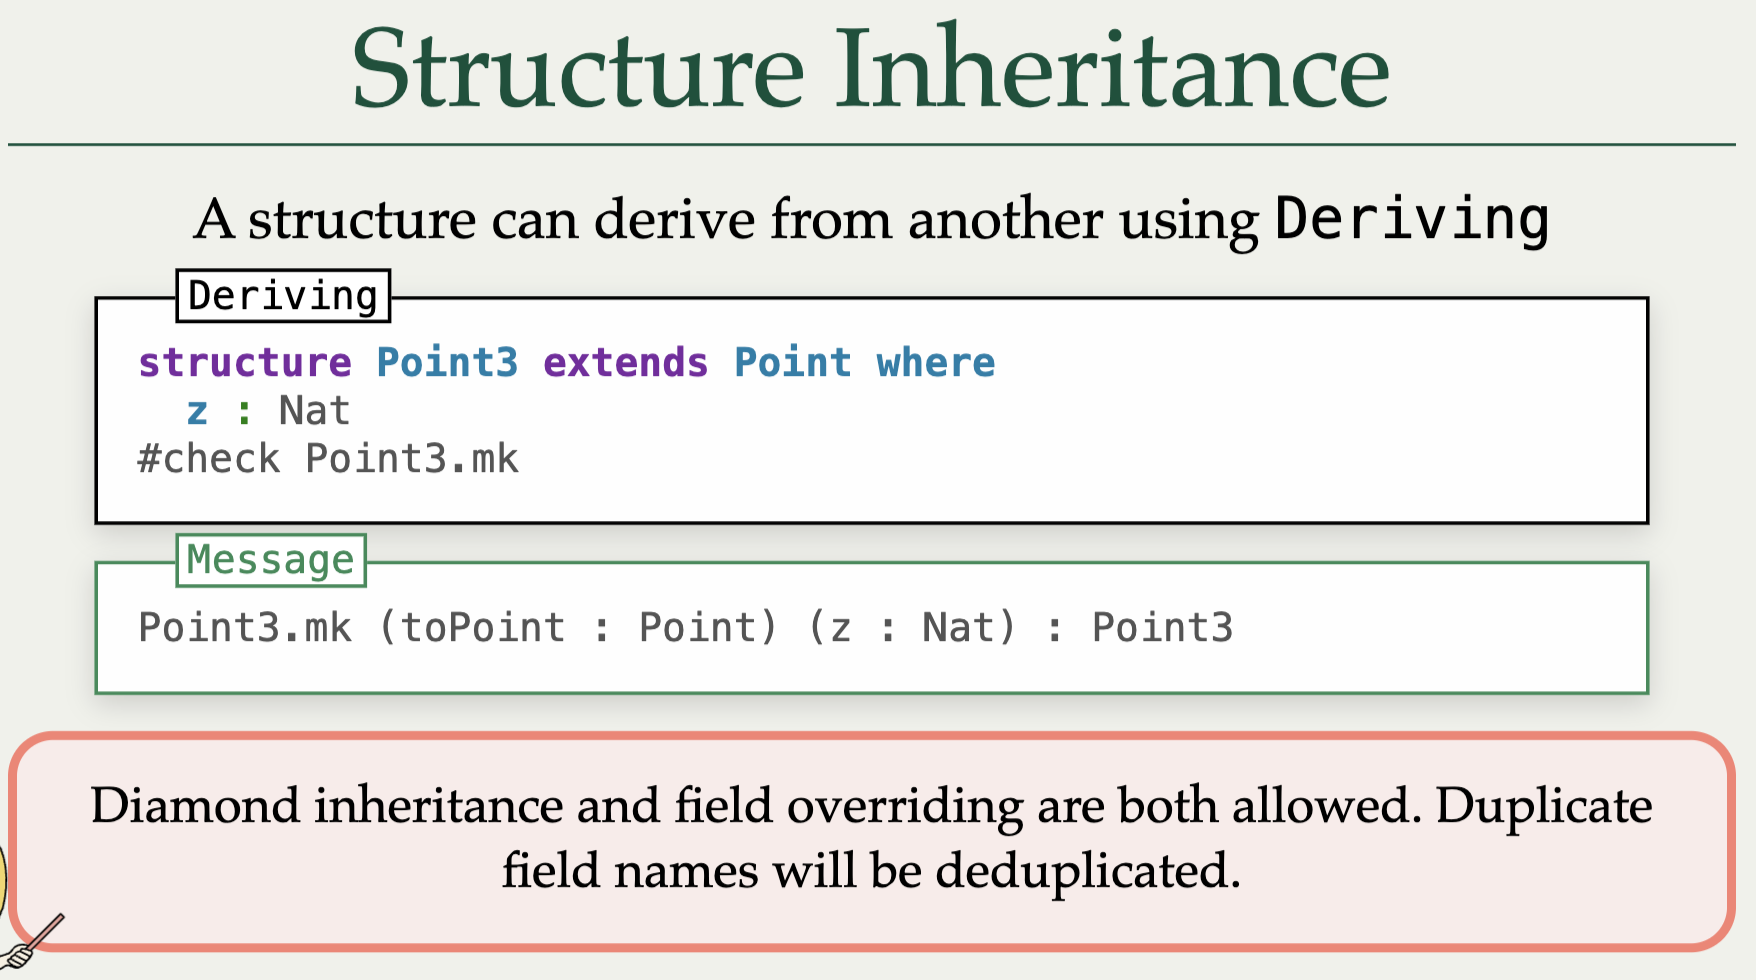 Structure Inheritance
A structure can derive from another using Deriving
Deriving
structure Point3 extends Point where
  z : Nat
#check Point3.mk
Message
Point3.mk (toPoint : Point) (z : Nat) : Point3
Diamond inheritance and field overriding are both allowed. Duplicate
field names will be deduplicated.